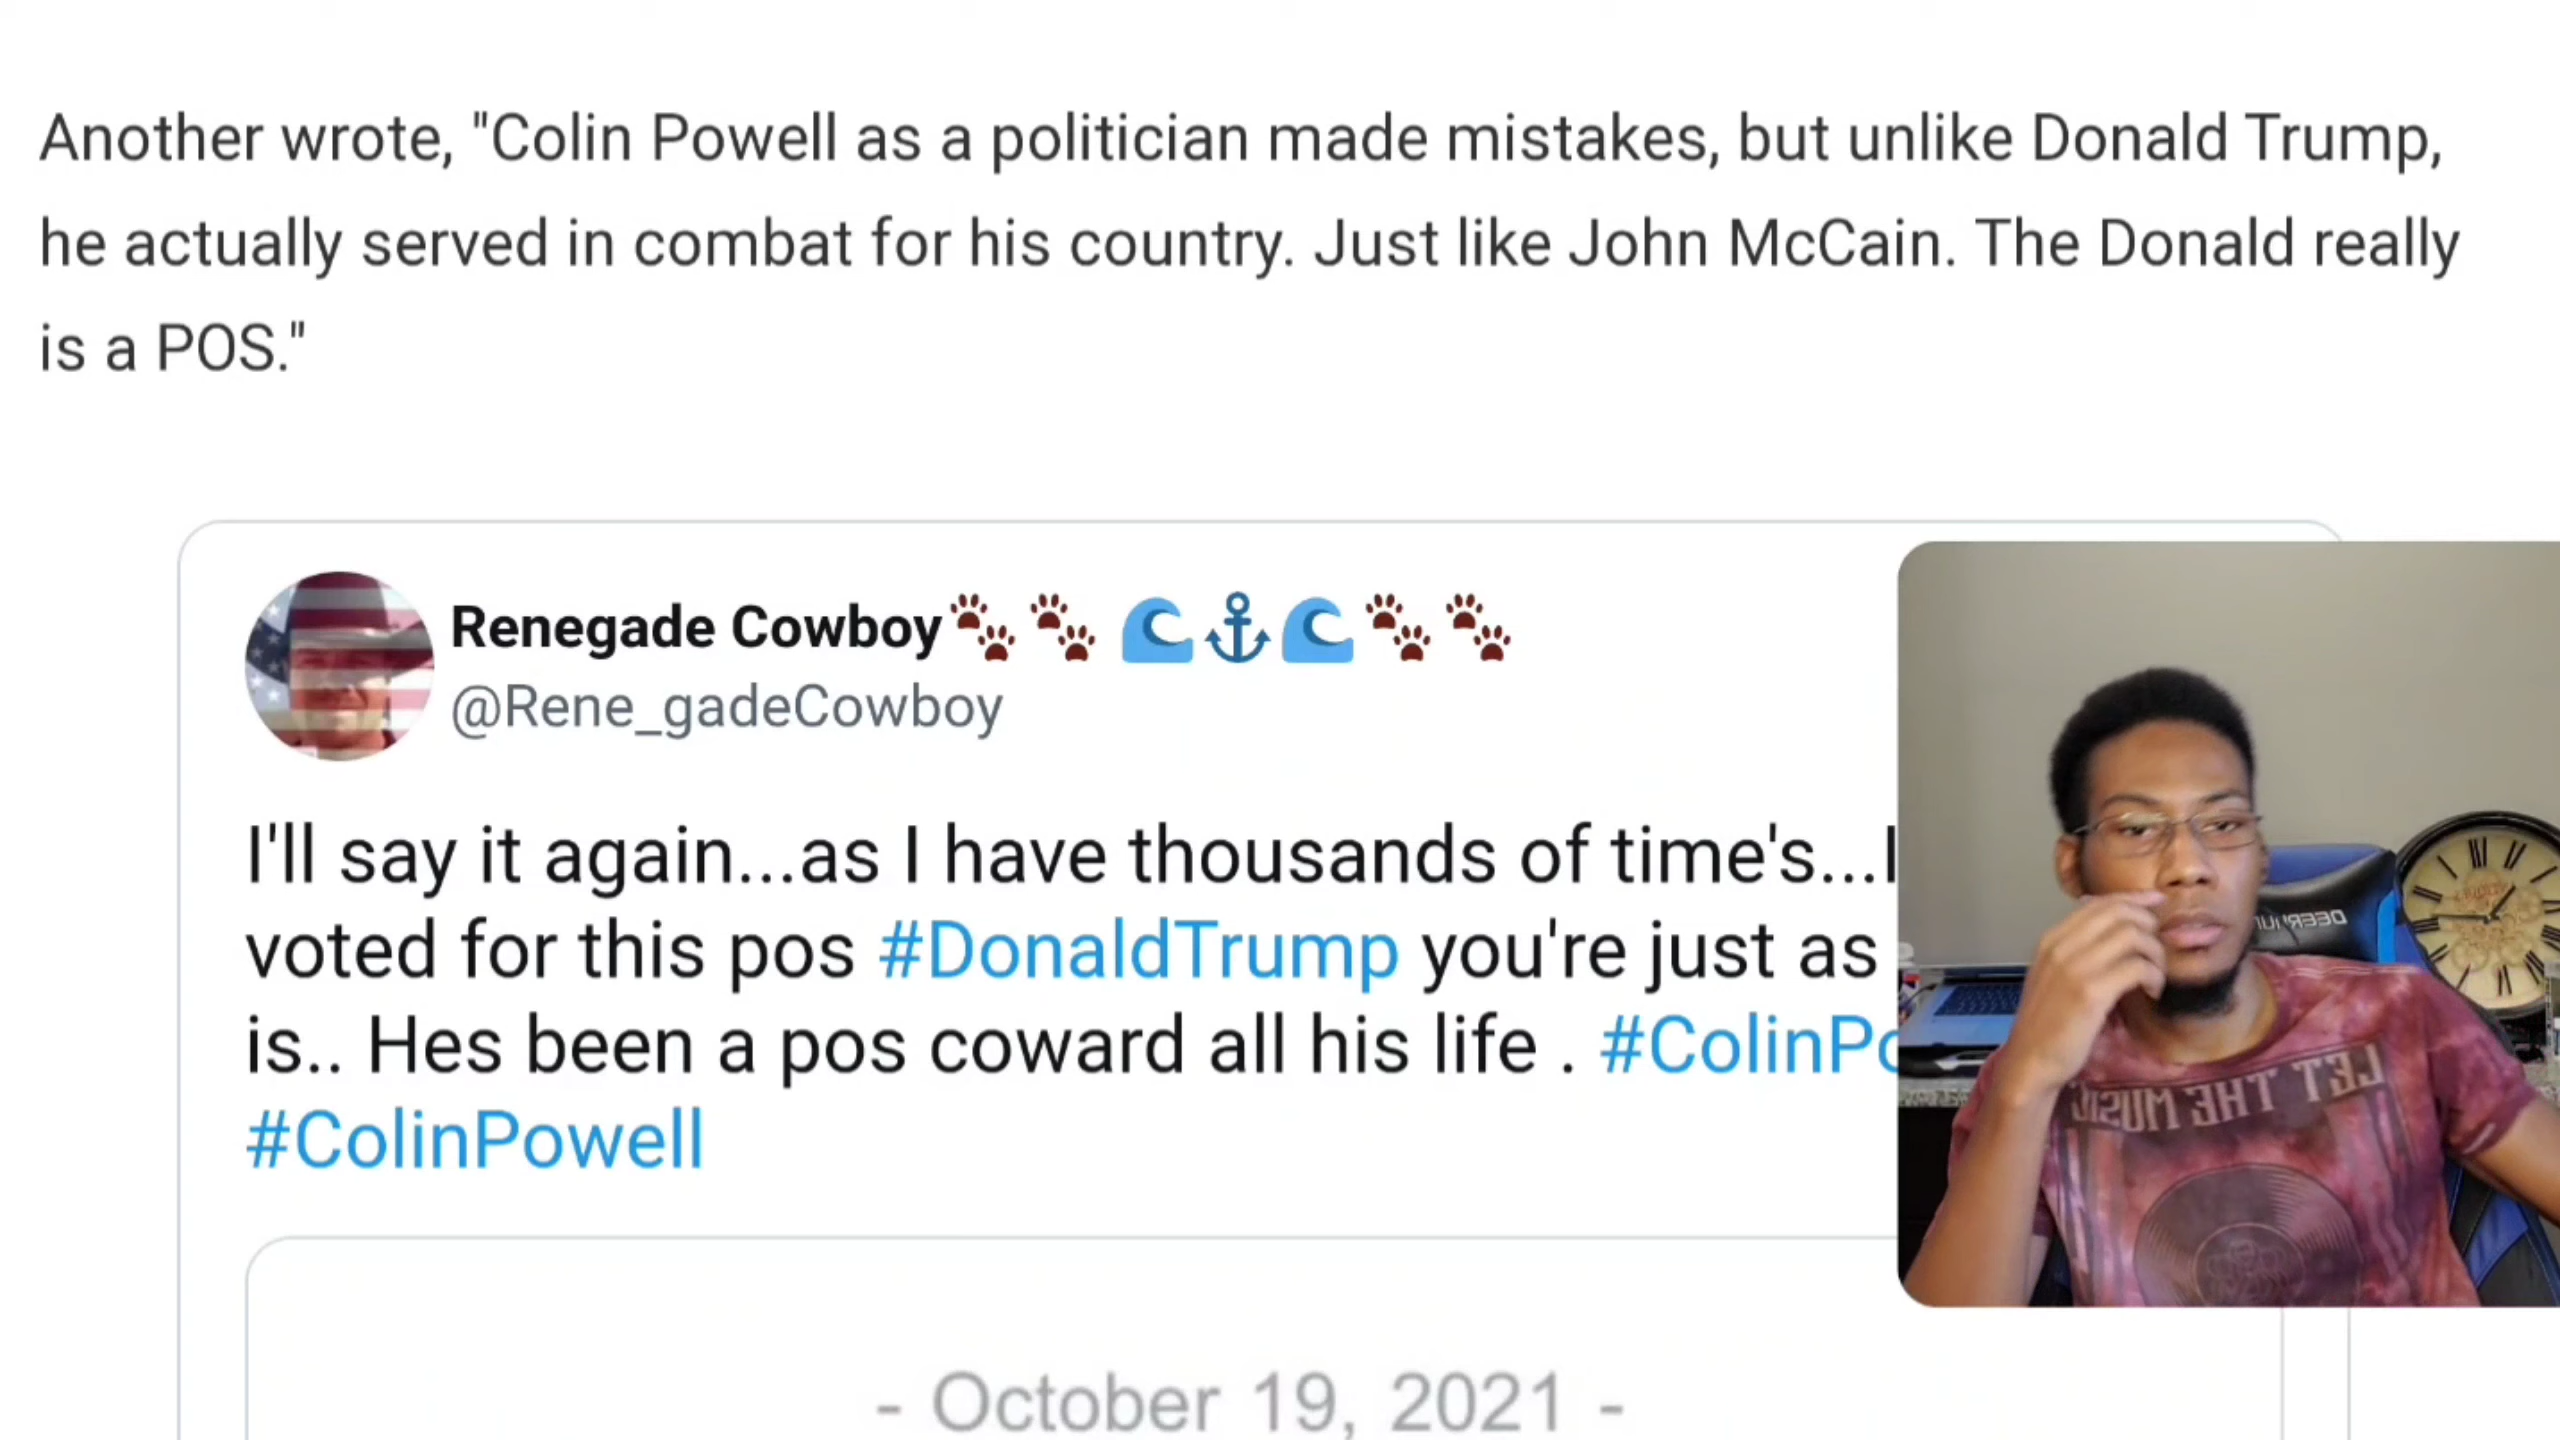 Another wrote, "Colin Powell as a politician made mistakes, but unlike Donald Trump,
he actually served in combat for his country. Just like John McCain. The Donald really
is a POS."
Renegade Cowboy🐾🐾 🌊⚓🌊🐾🐾
@Rene_gadeCowboy
I'll say it again...as I have thousands of time's...I
voted for this pos #DonaldTrump you're just as
is.. Hes been a pos coward all his life . #ColinPo
#ColinPowell
- October 19, 2021 -
LET THE MUSIC